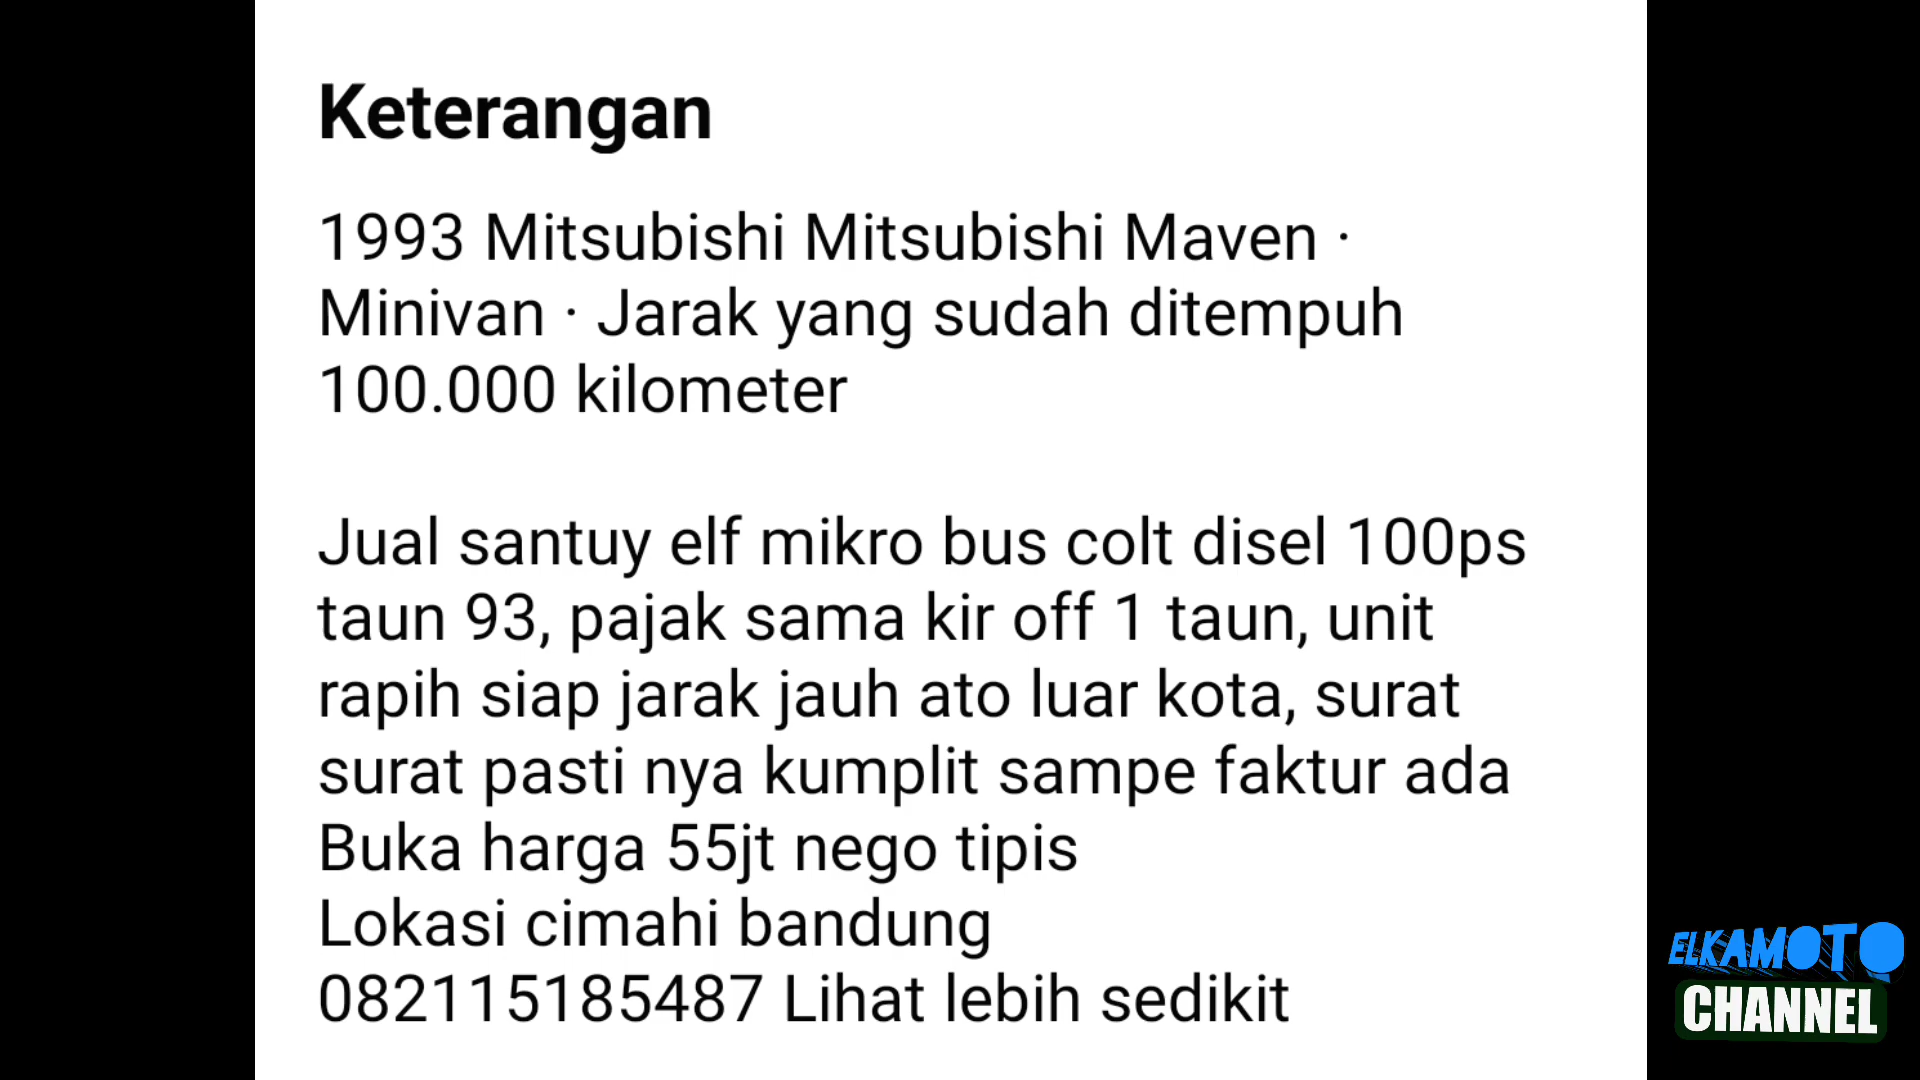 Keterangan
1993 Mitsubishi Mitsubishi Maven ·
Minivan · Jarak yang sudah ditempuh
100.000 kilometer
Jual santuy elf mikro bus colt disel 100ps
taun 93, pajak sama kir off 1 taun, unit
rapih siap jarak jauh ato luar kota, surat
surat pasti nya kumplit sampe faktur ada
Buka harga 55jt nego tipis
Lokasi cimahi bandung
082115185487 Lihat lebih sedikit
ELKAMOTO
CHANNEL